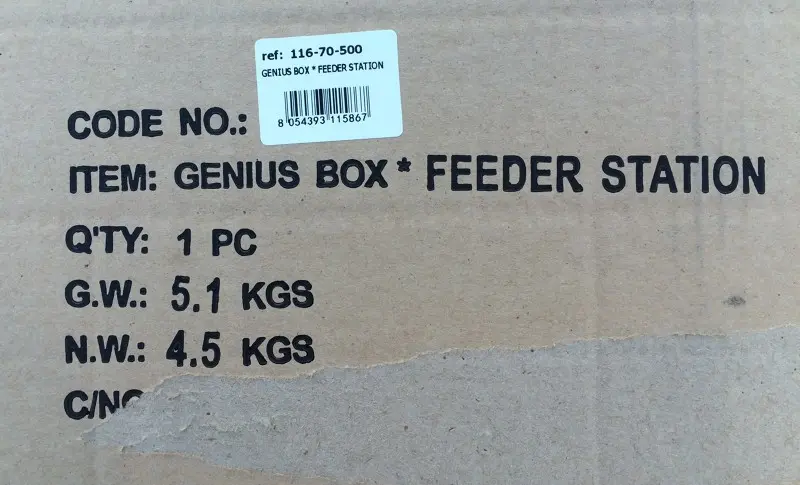 ref: 116-70-500
GENIUS BOX * FEEDER STATION
8 054393 115867
CODE NO.:
ITEM: GENIUS BOX * FEEDER STATION
Q'TY: 1 PC
G.W.: 5.1 KGS
N.W.: 4.5 KGS